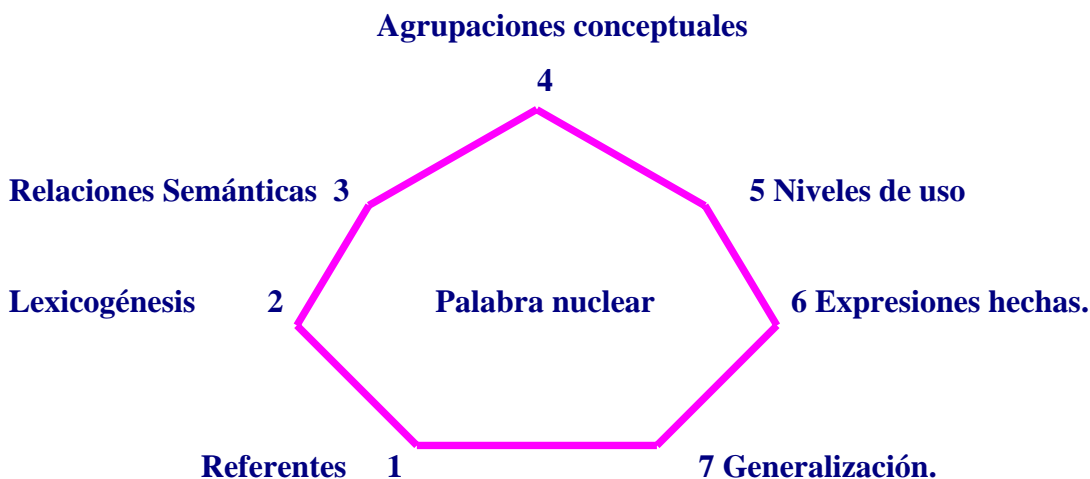 Agrupaciones conceptuales
4
Relaciones Semánticas 3
5 Niveles de uso
Lexicogénesis 2
Palabra nuclear
6 Expresiones hechas.
Referentes 1
7 Generalización.